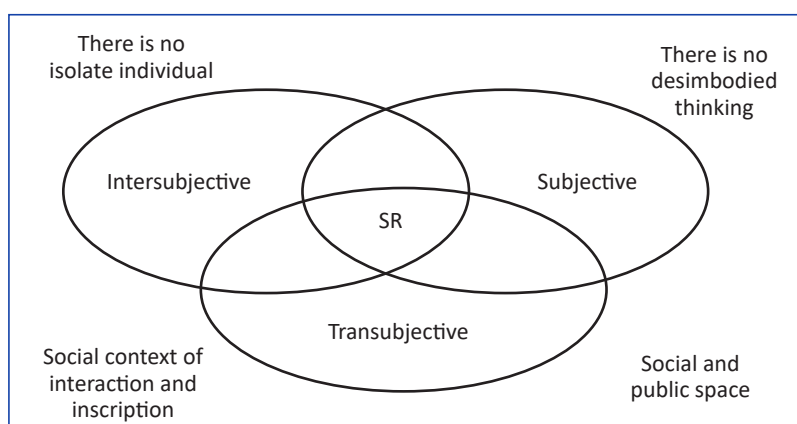 There is no
isolate individual
There is no
desimbodied
thinking
Intersubjective
Subjective
SR
Transubjective
Social context of
interaction and
inscription
Social and
public space